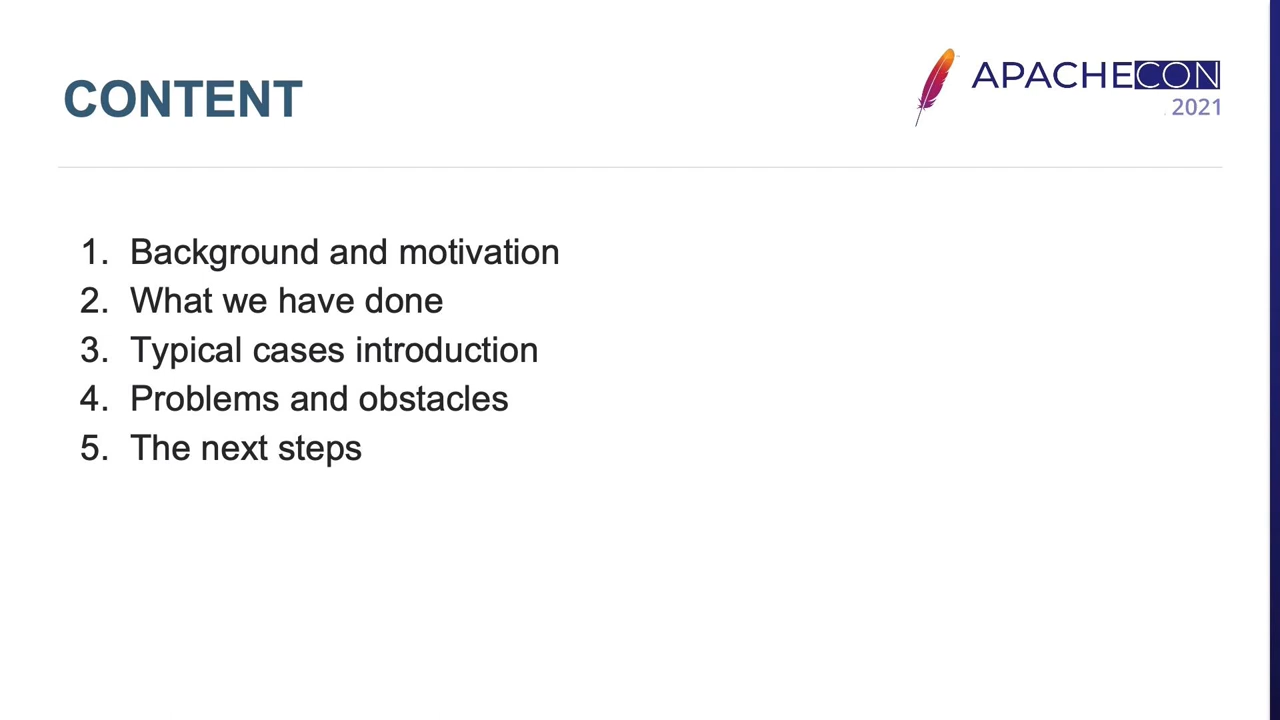 CONTENT
APACHECON
2021
1. Background and motivation
2. What we have done
3. Typical cases introduction
4. Problems and obstacles
5. The next steps